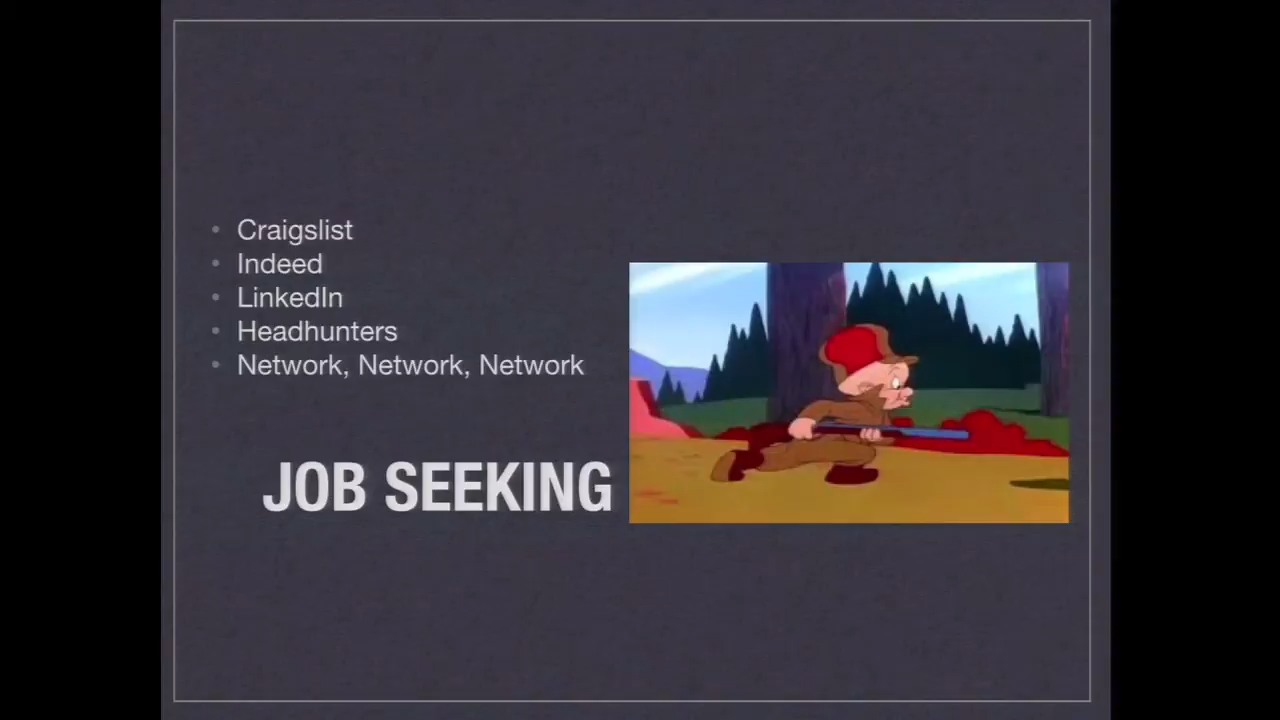 Craigslist
Indeed
LinkedIn
Headhunters
Network, Network, Network
JOB SEEKING